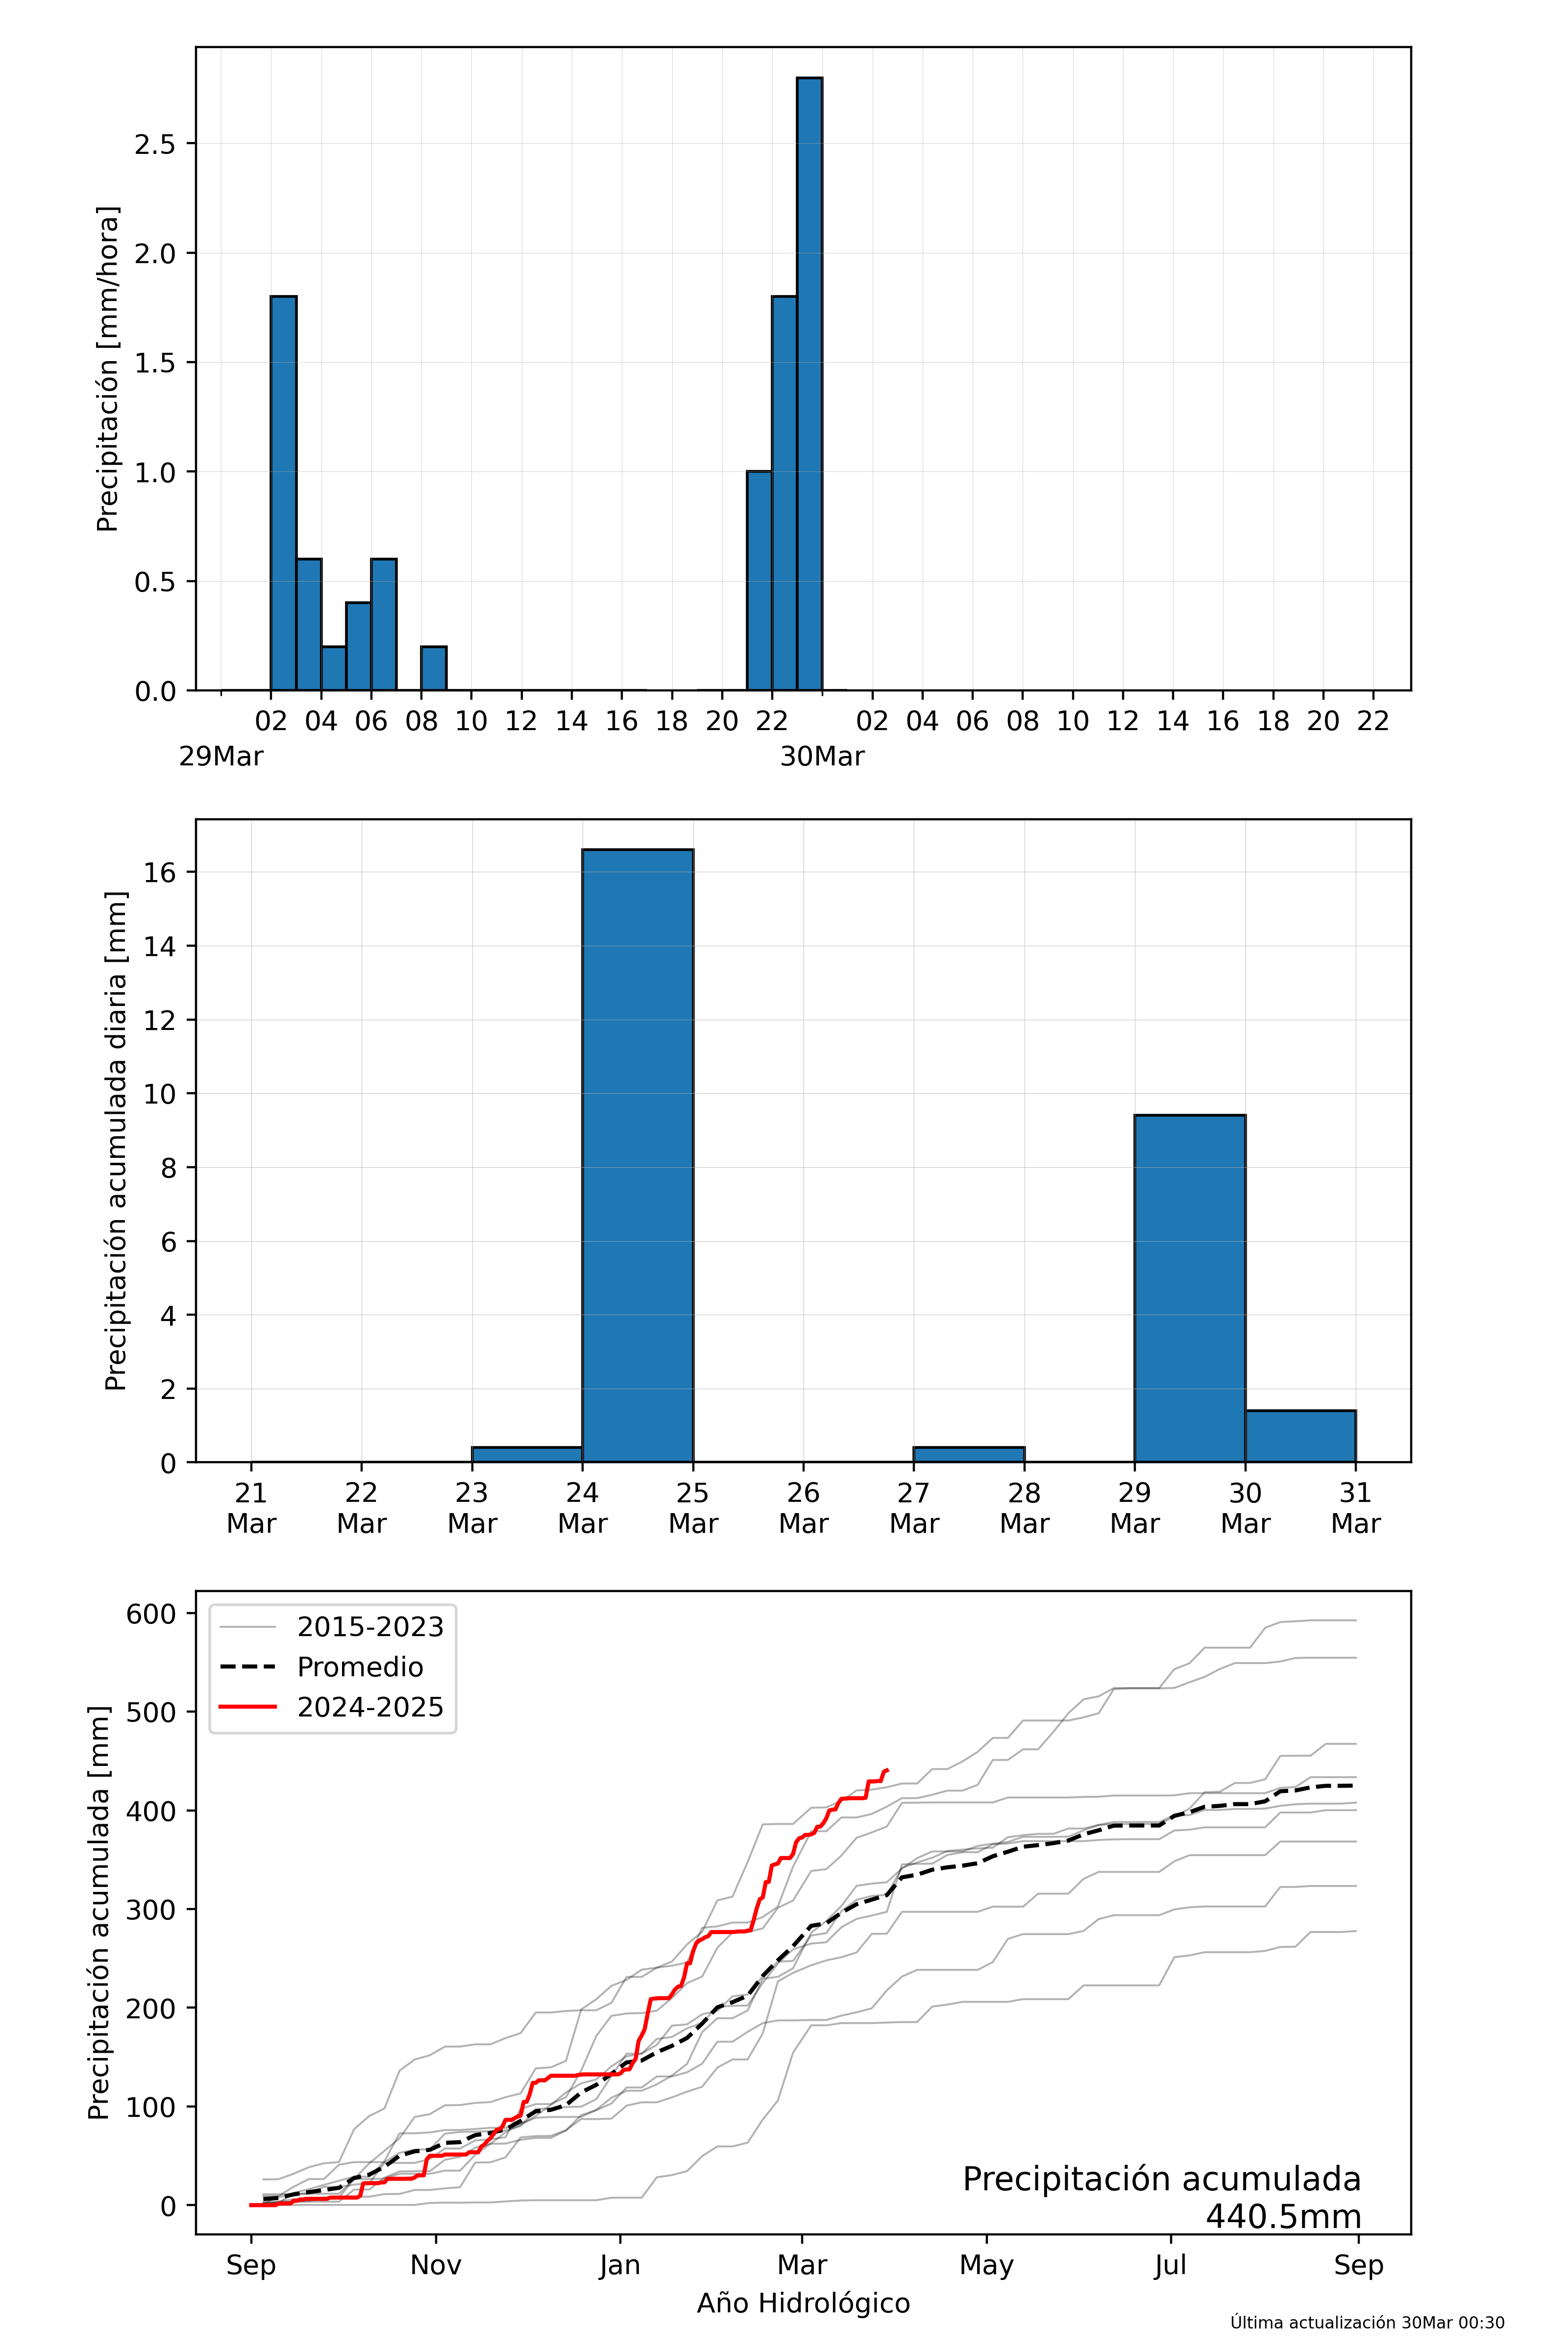 Precipitación [mm/hora]
2.5
2.0
1.5
1.0
0.5
0.0
02 04 06 08 10 12 14 16 18 20 22 02 04 06 08 10 12 14 16 18 20 22
29Mar 30Mar
Precipitación acumulada diaria [mm]
16
14
12
10
8
6
4
2
0
21 22 23 24 25 26 27 28 29 30 31
Mar Mar Mar Mar Mar Mar Mar Mar Mar Mar Mar
Precipitación acumulada [mm]
600
500
400
300
200
100
0
2015-2023
Promedio
2024-2025
Precipitación acumulada
440.5mm
Sep Nov Jan Mar May Jul Sep
Año Hidrológico
Última actualización 30Mar 00:30